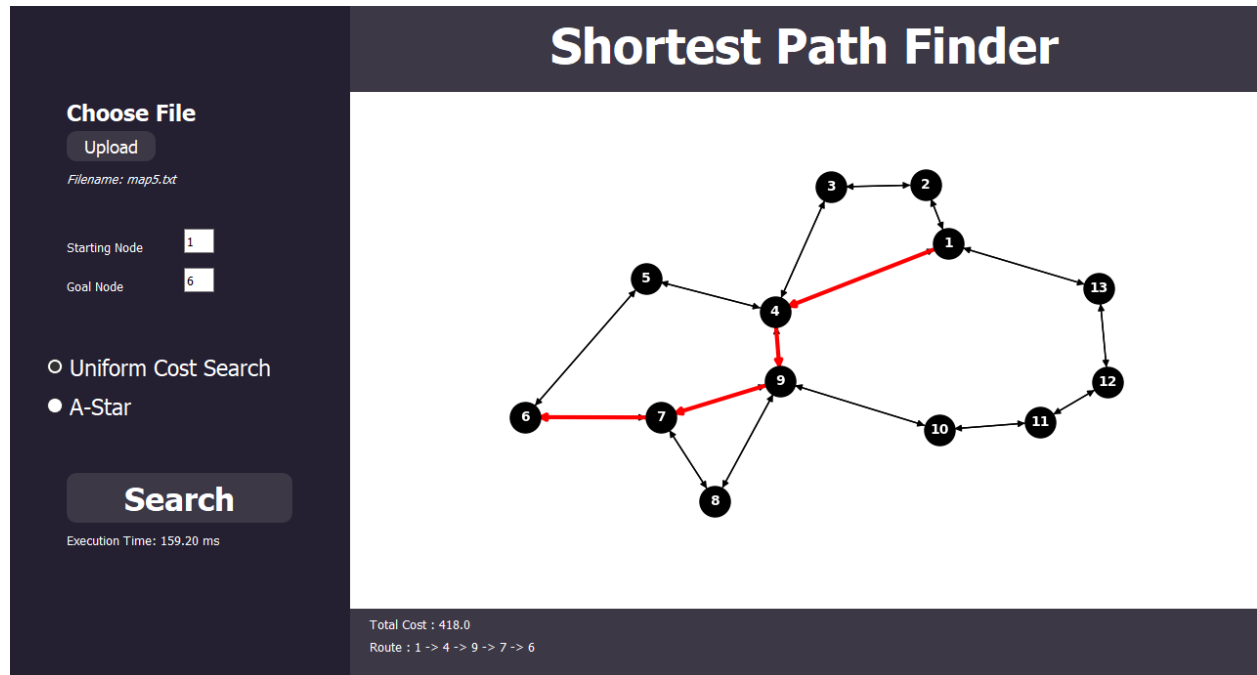 Shortest Path Finder
Choose File
Upload
Filename: map5.txt
Starting Node 1
Goal Node 6
Uniform Cost Search
A-Star
Search
Execution Time: 159.20 ms
3
2
1
5
13
4
9
12
6
7
11
10
8
Total Cost : 418.0
Route : 1 -> 4 -> 9 -> 7 -> 6